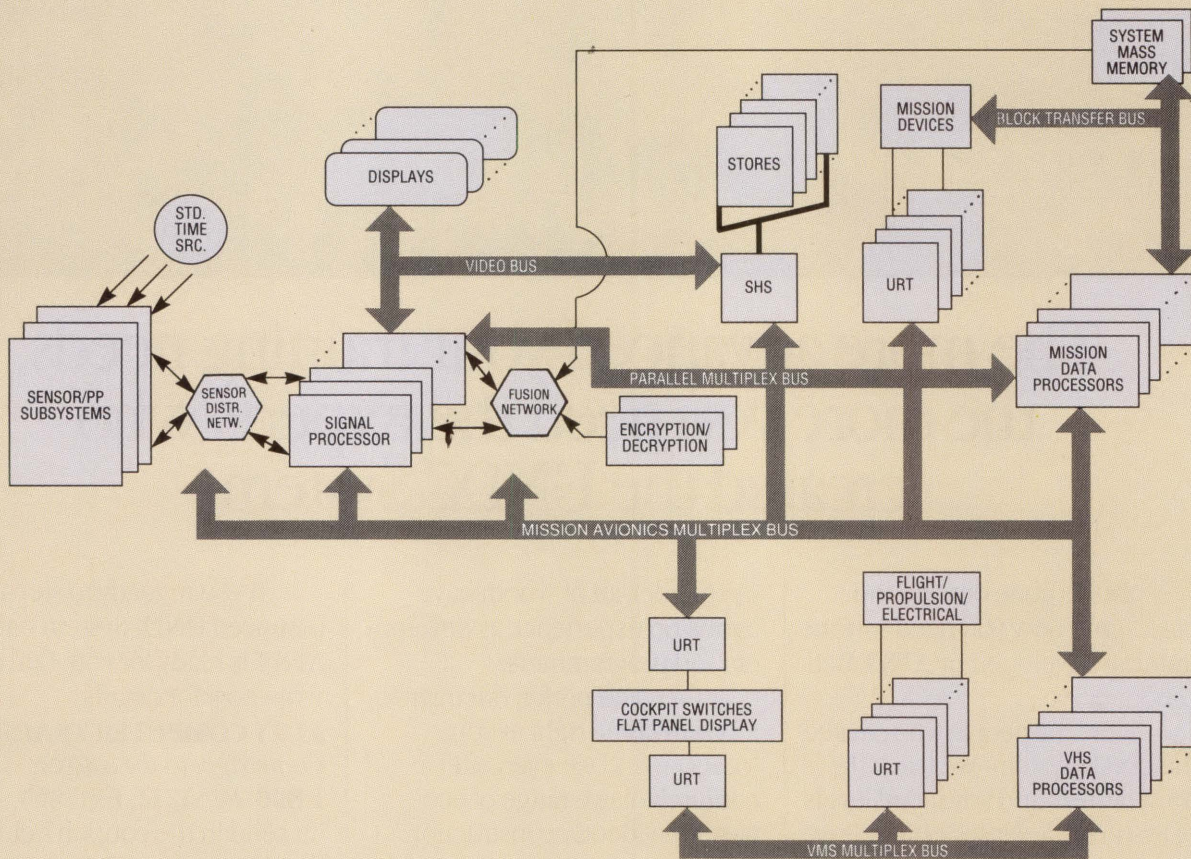 SYSTEM
MASS
MEMORY
MISSION
DEVICES
BLOCK TRANSFER BUS
STORES
DISPLAYS
STD.
TIME
SRC.
VIDEO BUS
SHS
URT
SENSOR/PP
SUBSYSTEMS
SENSOR
DISTR.
NETW.
SIGNAL
PROCESSOR
FUSION
NETWORK
PARALLEL MULTIPLEX BUS
MISSION
DATA
PROCESSORS
ENCRYPTION/
DECRYPTION
MISSION AVIONICS MULTIPLEX BUS
URT
COCKPIT SWITCHES
FLAT PANEL DISPLAY
URT
FLIGHT/
PROPULSION/
ELECTRICAL
URT
VHS
DATA
PROCESSORS
VMS MULTIPLEX BUS